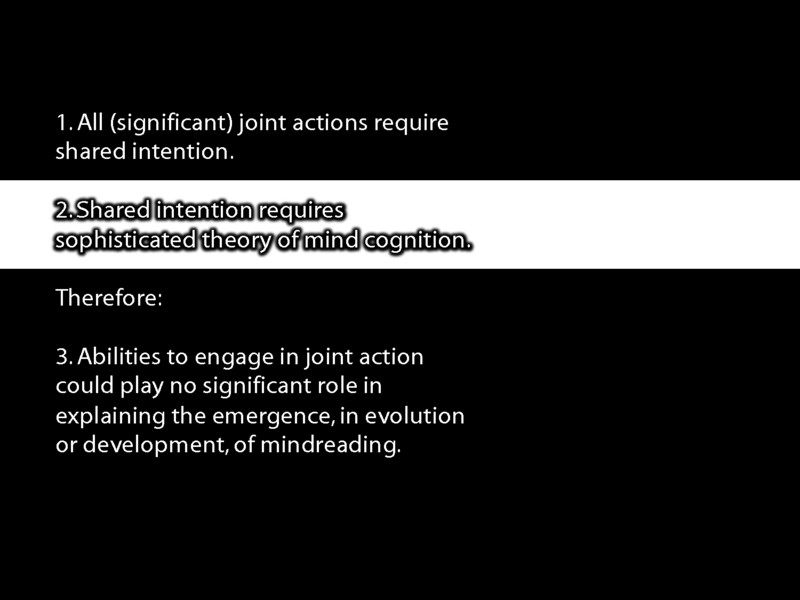 1. All (significant) joint actions require
shared intention.
2. Shared intention requires
sophisticated theory of mind cognition.
Therefore:
3. Abilities to engage in joint action
could play no significant role in
explaining the emergence, in evolution
or development, of mindreading.